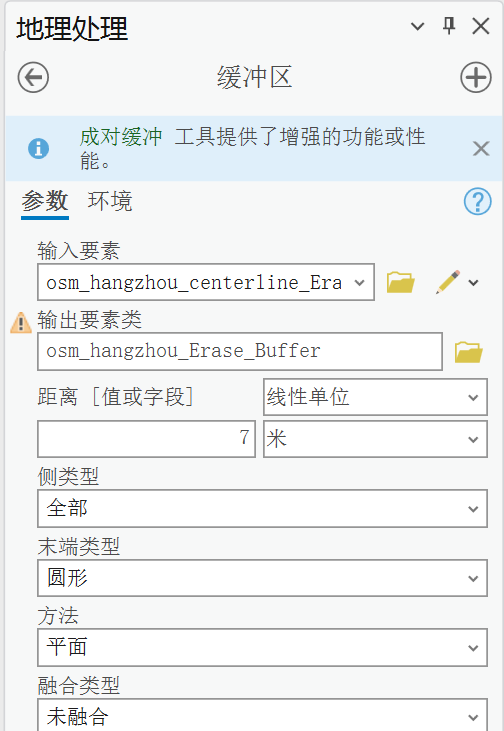 地理处理
缓冲区
成对缓冲 工具提供了增强的功能或性
能。
参数 环境
输入要素
osm_hangzhou_centerline_Era
输出要素类
osm_hangzhou_Erase_Buffer
距离 [值或字段] 线性单位
7 米
侧类型
全部
末端类型
圆形
方法
平面
融合类型
未融合